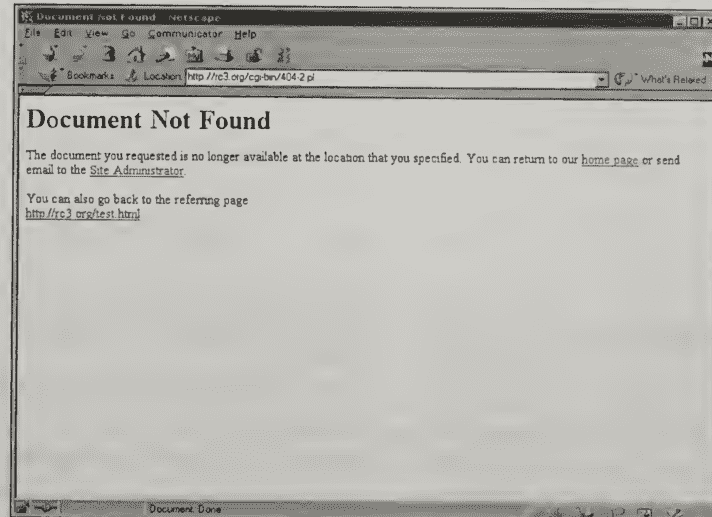 Document Not Found Netscape
File Edit View Go Communicator Help
Bookmarks Location http //rc3.org/cgi-bin/404-2 pl What's Related
Document Not Found
The document you requested is no longer available at the location that you specified. You can return to our home page or send
email to the Site Administrator.
You can also go back to the referring page
http://rc3 org/test.html
Document: Done